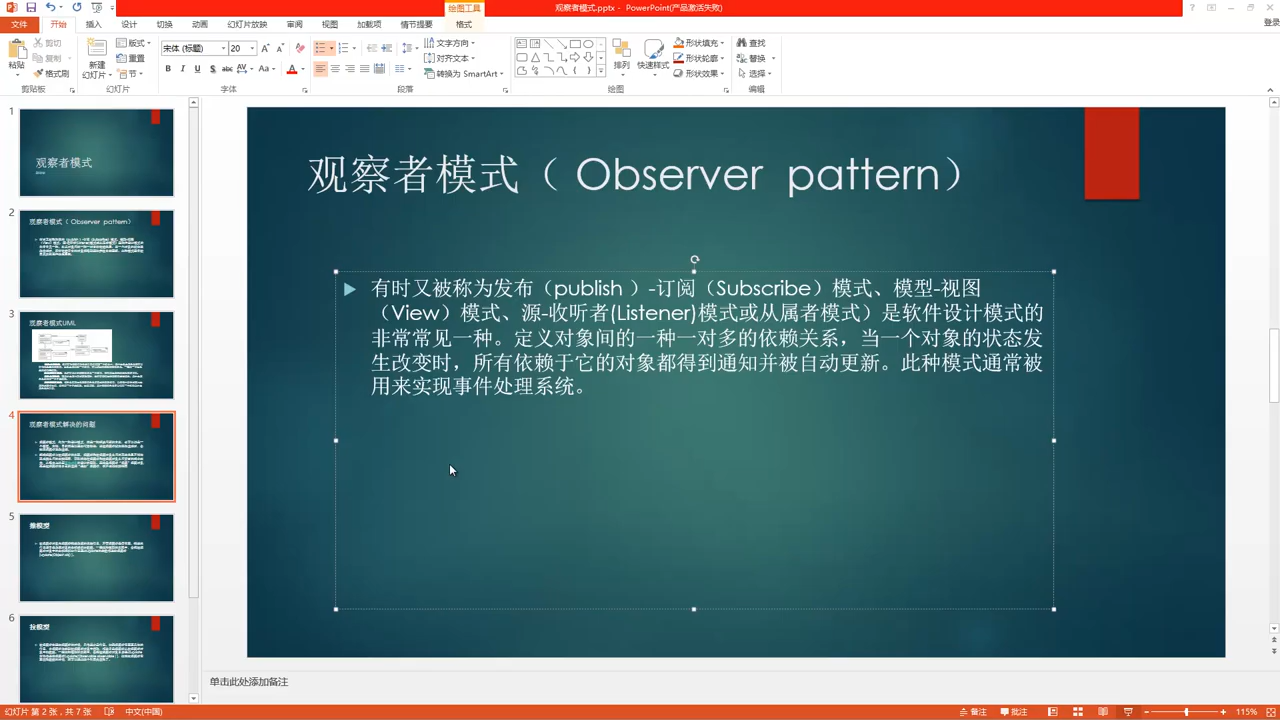 观察者模式.pptx - PowerPoint(产品激活失败)
绘图工具
文件 开始 插入 设计 切换 动画 幻灯片放映 审阅 视图 加载项 情节提要 格式 登录
粘贴 剪切 复制 格式刷
新建 幻灯片 版式 重置 节
宋体 (标题) 20
文字方向 对齐文本 转换为 SmartArt
排列 快速样式 形状填充 形状轮廓 形状效果
查找 替换 选择
剪贴板 幻灯片 字体 段落 绘图 编辑
1
观察者模式
2
观察者模式（ Observer pattern）
3
观察者模式UML
4
观察者模式解决的问题
5
推模型
6
拉模型
观察者模式（ Observer pattern）
有时又被称为发布（publish ）-订阅（Subscribe）模式、模型-视图
（View）模式、源-收听者(Listener)模式或从属者模式）是软件设计模式的
非常常见一种。定义对象间的一种一对多的依赖关系，当一个对象的状态发
生改变时，所有依赖于它的对象都得到通知并被自动更新。此种模式通常被
用来实现事件处理系统。
单击此处添加备注
幻灯片 第 2 张，共 7 张 中文(中国) 备注 批注 115%